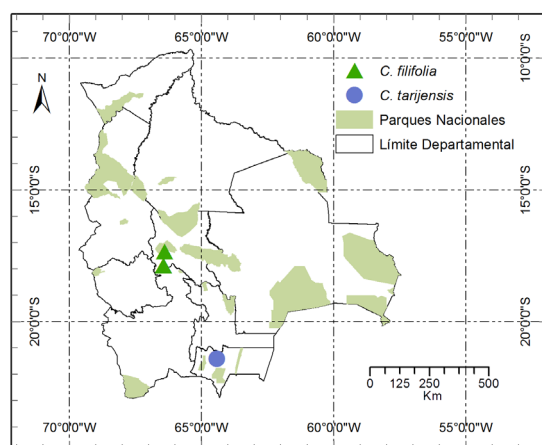 70°0'0"W 65°0'0"W 60°0'0"W 55°0'0"W
N
C. filifolia
C. tarijensis
Parques Nacionales
Límite Departamental
10°0'0"S
15°0'0"S 15°0'0"S
20°0'0"S 20°0'0"S
0 125 250 500
Km
70°0'0"W 65°0'0"W 60°0'0"W 55°0'0"W